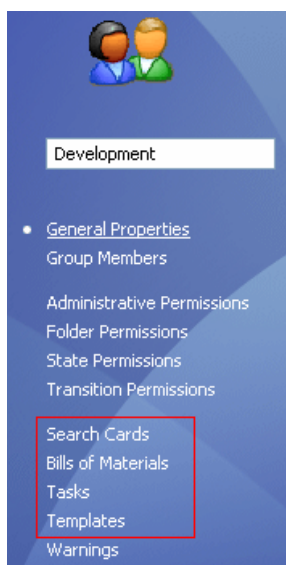 Development
General Properties
Group Members
Administrative Permissions
Folder Permissions
State Permissions
Transition Permissions
Search Cards
Bills of Materials
Tasks
Templates
Warnings